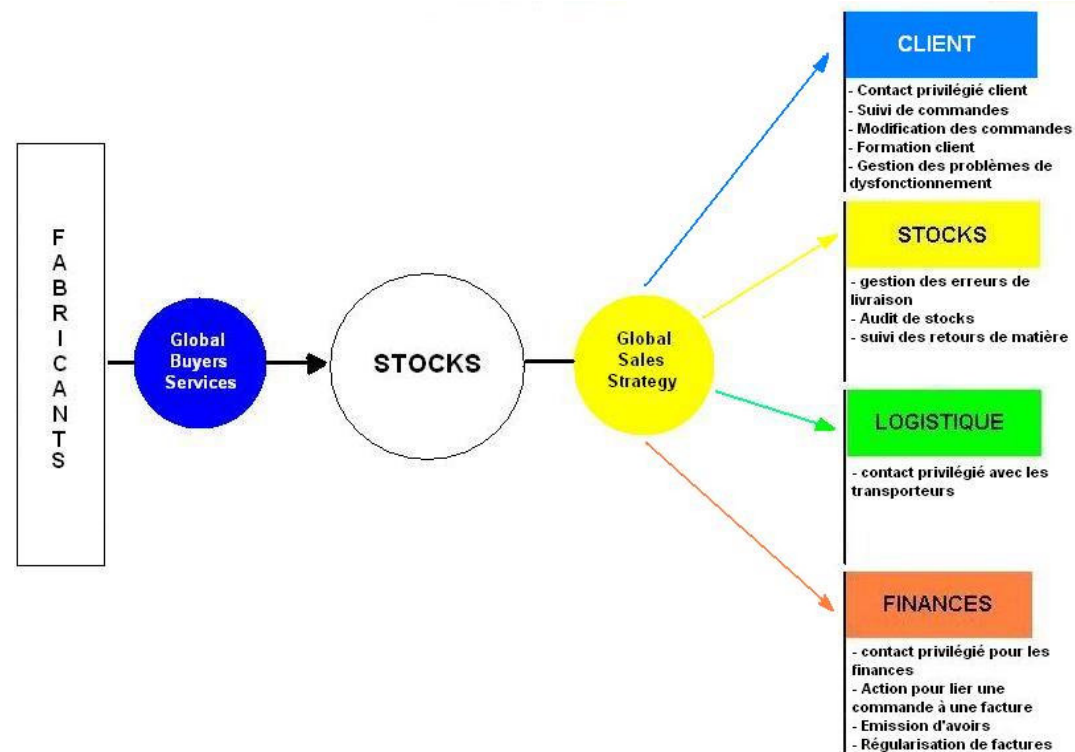 FABRICANTS
Global
Buyers
Services
STOCKS
Global
Sales
Strategy
CLIENT
- Contact privilégié client
- Suivi de commandes
- Modification des commandes
- Formation client
- Gestion des problèmes de
dysfonctionnement
STOCKS
- gestion des erreurs de
livraison
- Audit de stocks
- suivi des retours de matière
LOGISTIQUE
- contact privilégié avec les
transporteurs
FINANCES
- contact privilégié pour les
finances
- Action pour lier une
commande à une facture
- Emission d'avoirs
- Régularisation de factures